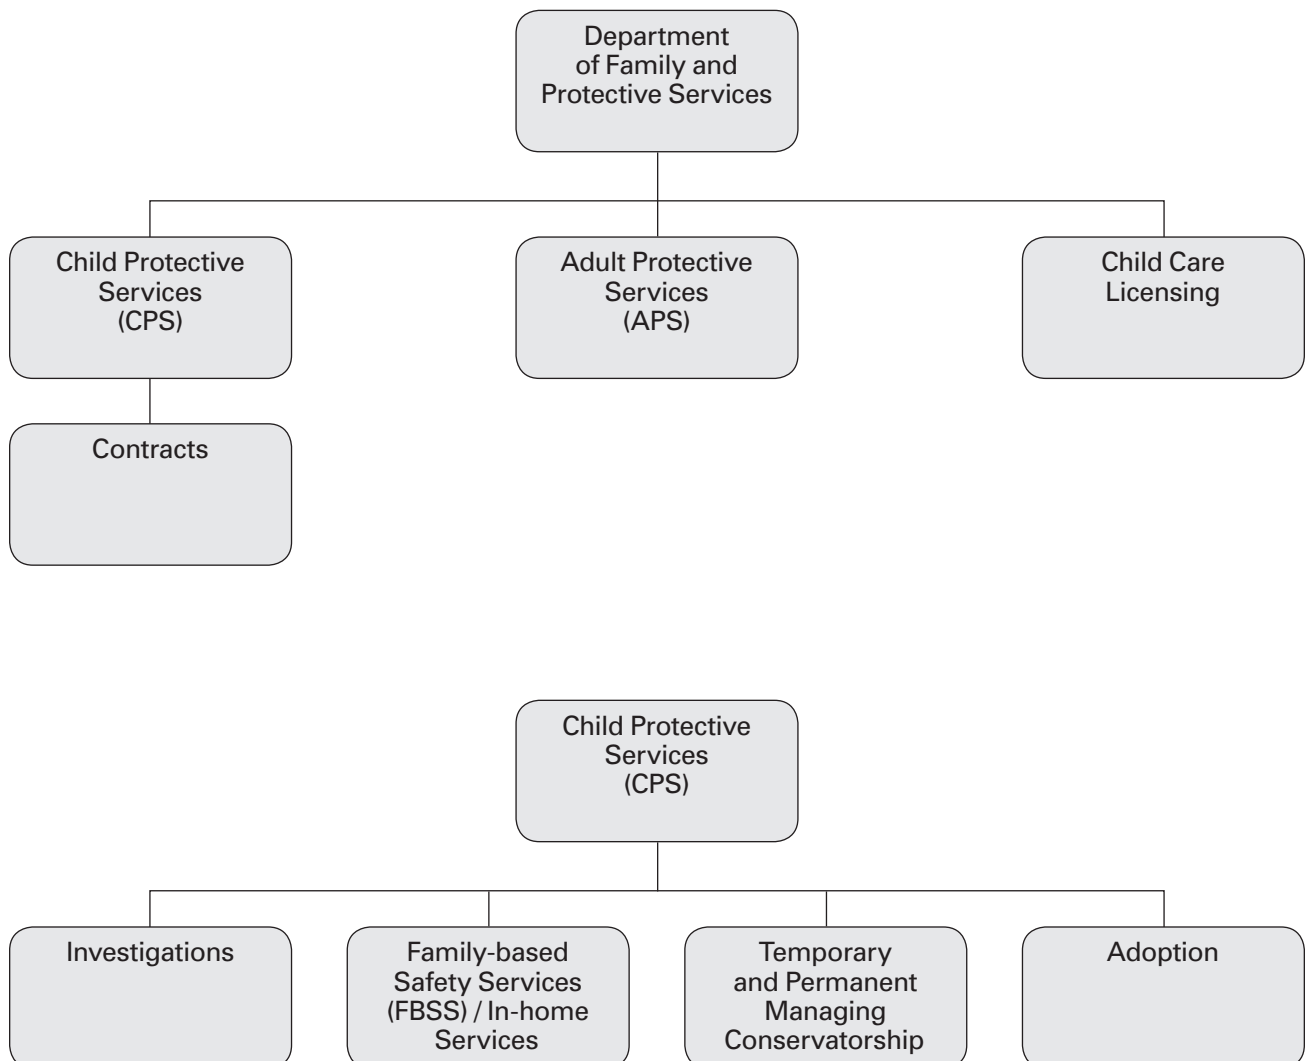 Department
of Family and
Protective Services
Child Protective
Services
(CPS)
Adult Protective
Services
(APS)
Child Care
Licensing
Contracts
Child Protective
Services
(CPS)
Investigations
Family-based
Safety Services
(FBSS) / In-home
Services
Temporary
and Permanent
Managing
Conservatorship
Adoption